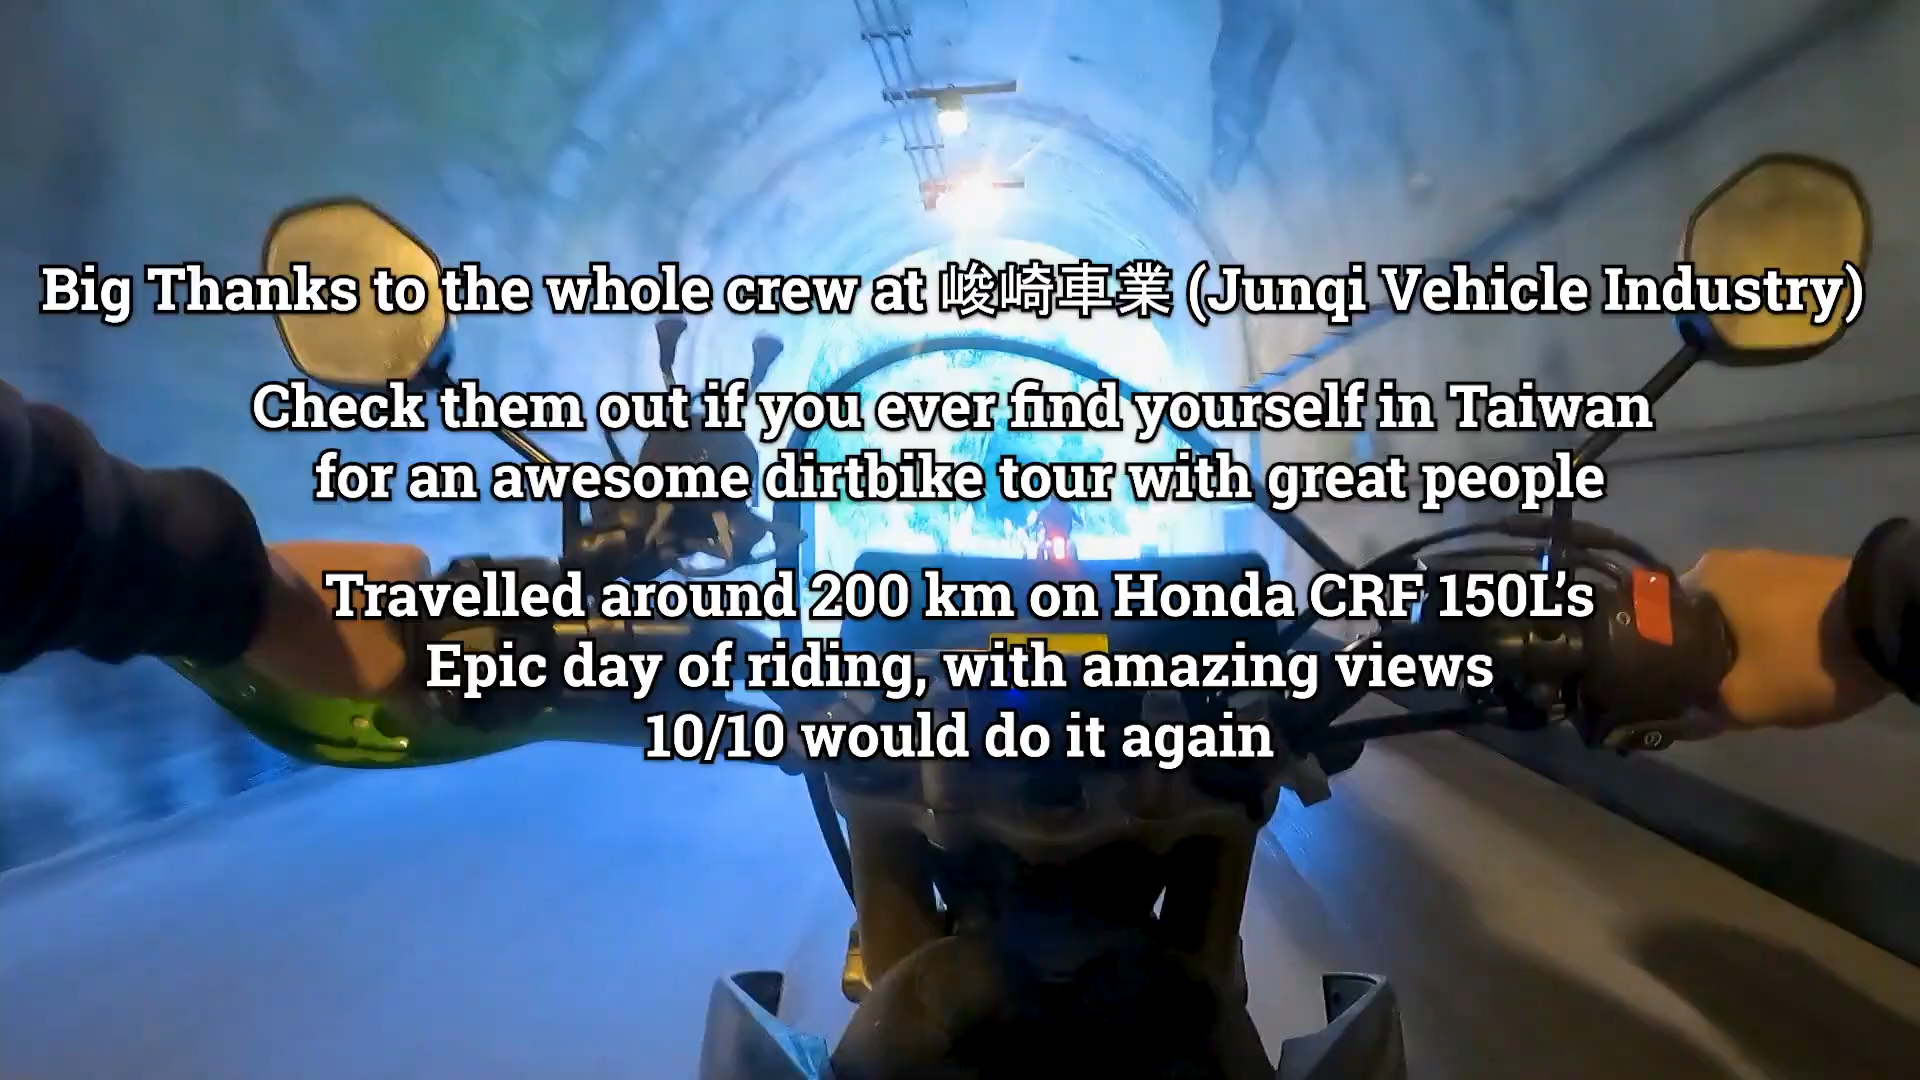 Big Thanks to the whole crew at 峻崎車業 (Junqi Vehicle Industry)
Check them out if you ever find yourself in Taiwan
for an awesome dirtbike tour with great people
Travelled around 200 km on Honda CRF 150L’s
Epic day of riding, with amazing views
10/10 would do it again